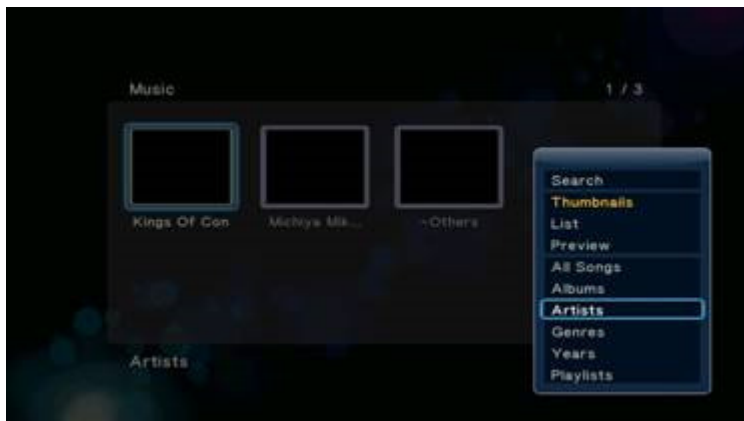 Music
1 / 3
Kings Of Con
Michiya Mik...
~Others
Artists
Search
Thumbnails
List
Preview
All Songs
Albums
Artists
Genres
Years
Playlists